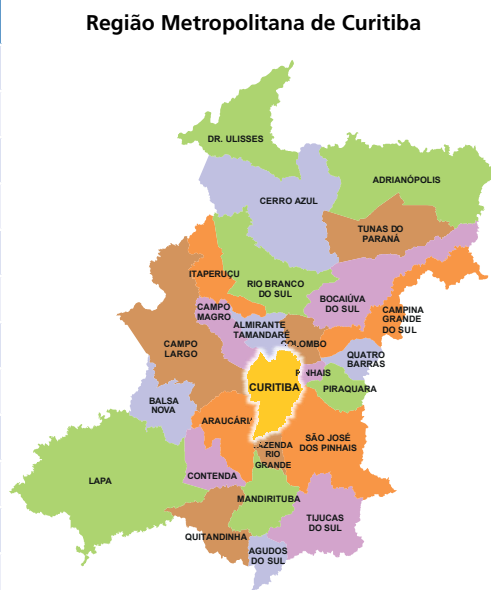 Região Metropolitana de Curitiba
DR. ULISSES
ADRIANÓPOLIS
CERRO AZUL
TUNAS DO
PARANÁ
ITAPERUÇU
RIO BRANCO
DO SUL
BOCAIÚVA
DO SUL
CAMPO
MAGRO
CAMPINA
GRANDE
DO SUL
ALMIRANTE
TAMANDARÉ
COLOMBO
CAMPO
LARGO
QUATRO
BARRAS
PINHAIS
CURITIBA
PIRAQUARA
BALSA
NOVA
ARAUCÁRIA
SÃO JOSÉ
DOS PINHAIS
FAZENDA
RIO
GRANDE
CONTENDA
LAPA
MANDIRITUBA
TIJUCAS
DO SUL
QUITANDINHA
AGUDOS
DO SUL